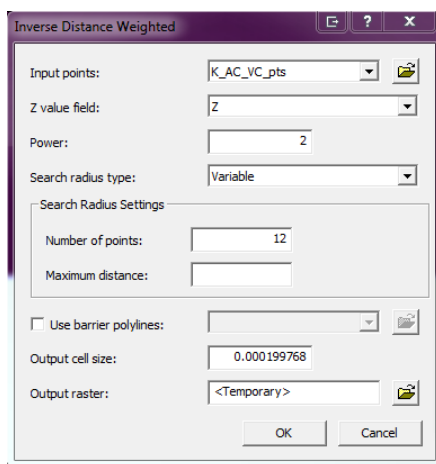 Inverse Distance Weighted
Input points: K_AC_VC_pts
Z value field: Z
Power: 2
Search radius type: Variable
Search Radius Settings
Number of points: 12
Maximum distance:
Use barrier polylines:
Output cell size: 0.000199768
Output raster: <Temporary>
OK Cancel